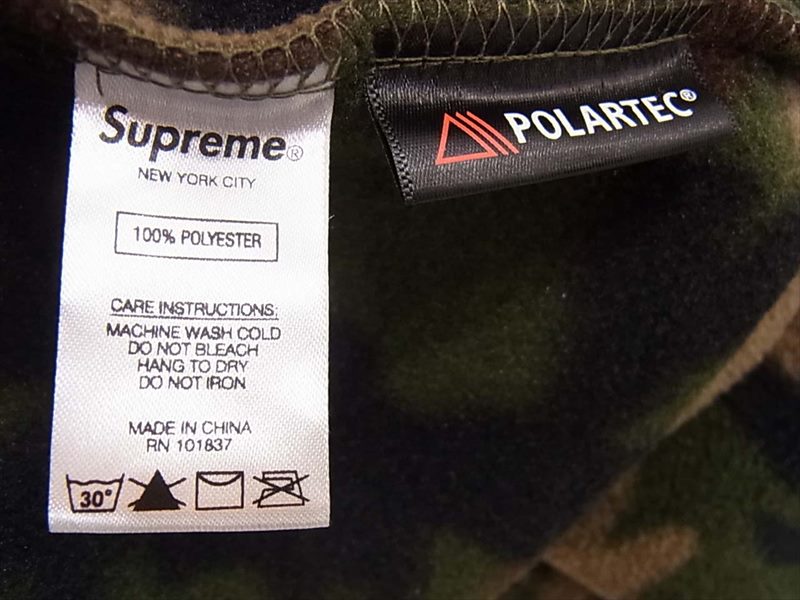 Supreme®
NEW YORK CITY
100% POLYESTER
CARE INSTRUCTIONS:
MACHINE WASH COLD
DO NOT BLEACH
HANG TO DRY
DO NOT IRON
MADE IN CHINA
RN 101837
30°
POLARTEC®